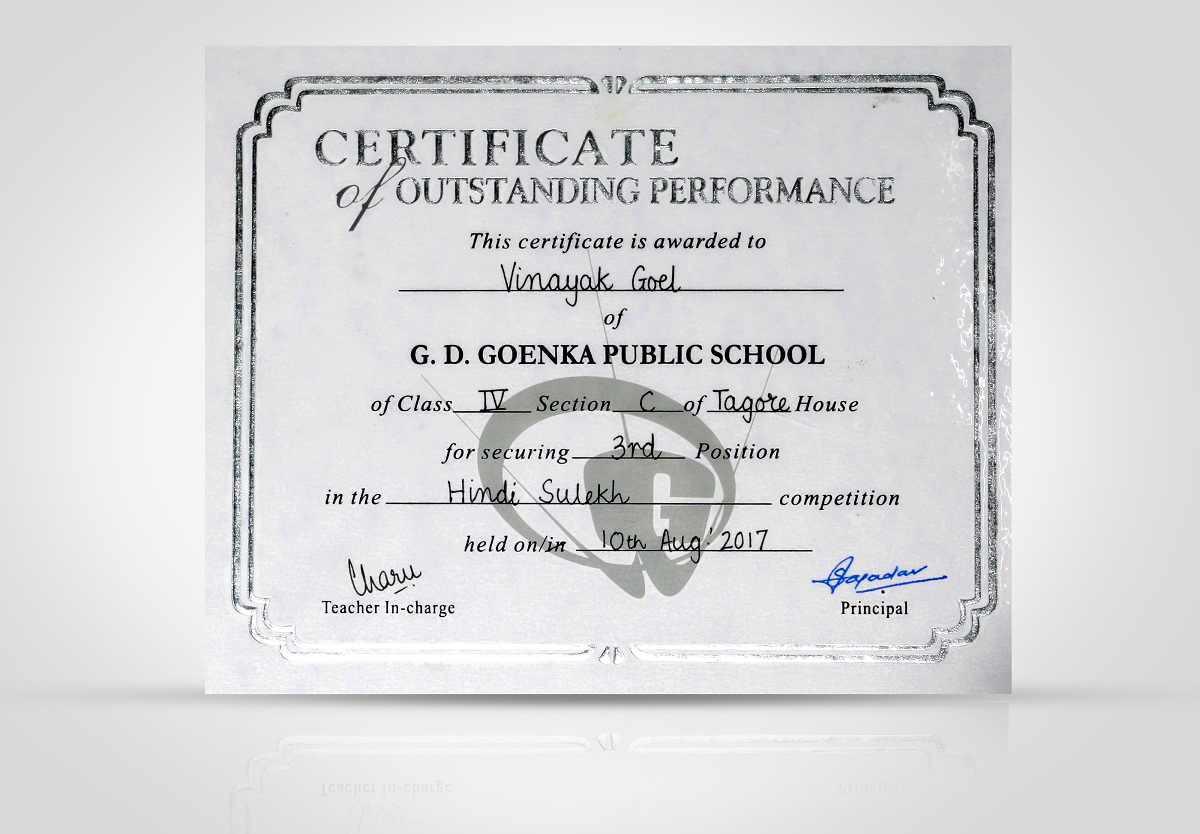 CERTIFICATE
of OUTSTANDING PERFORMANCE
This certificate is awarded to
Vinayak Goel
of
G. D. GOENKA PUBLIC SCHOOL
of Class IV Section C of Tagore House
for securing 3rd Position
in the Hindi Sulekh competition
held on/in 10th Aug' 2017
Charu
Teacher In-charge Principal